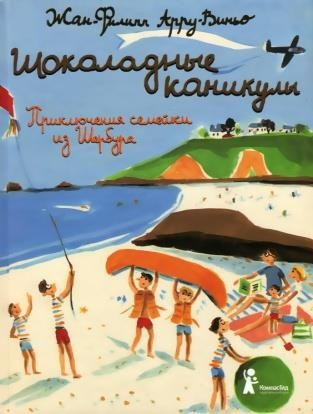 Жан-Филипп Арру-Виньо
Шоколадные
каникулы
Приключения семейки
из Шербура
КомпасГид